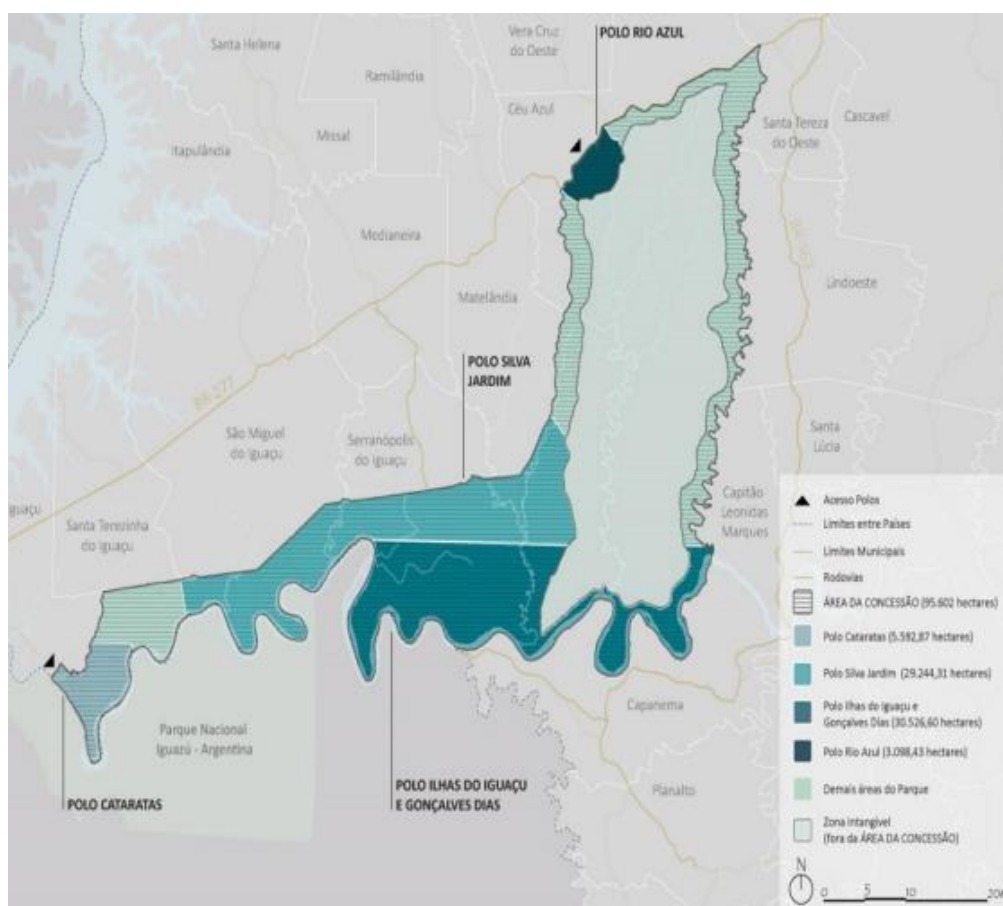 POLO RIO AZUL
Vera Cruz
do Oeste
Santa Helena
Ramilândia
Céu Azul
Santa Tereza
do Oeste
Cascavel
Missal
Itapulândia
Medianeira
Lindoeste
Matelândia
POLO SILVA
JARDIM
BR-277
São Miguel
do Iguaçu
Serranópolis
do Iguaçu
Santa
Lúcia
Capitão
Leonidas
Marques
guaçu
Santa Terezinha
do Iguaçu
Capanema
Parque Nacional
Iguazú - Argentina
Planalto
POLO CATARATAS
POLO ILHAS DO IGUAÇU
E GONÇALVES DIAS
Acesso Polos
Limites entre Países
Limites Municipais
Rodovias
ÁREA DA CONCESSÃO (95.602 hectares)
Polo Cataratas (5.592,87 hectares)
Polo Silva Jardim (29.244,31 hectares)
Polo Ilhas do Iguaçu e
Gonçalves Dias (30.526,60 hectares)
Polo Rio Azul (3.098,43 hectares)
Demais áreas do Parque
Zona Intangível
(fora da ÁREA DA CONCESSÃO)
N
0 5 10